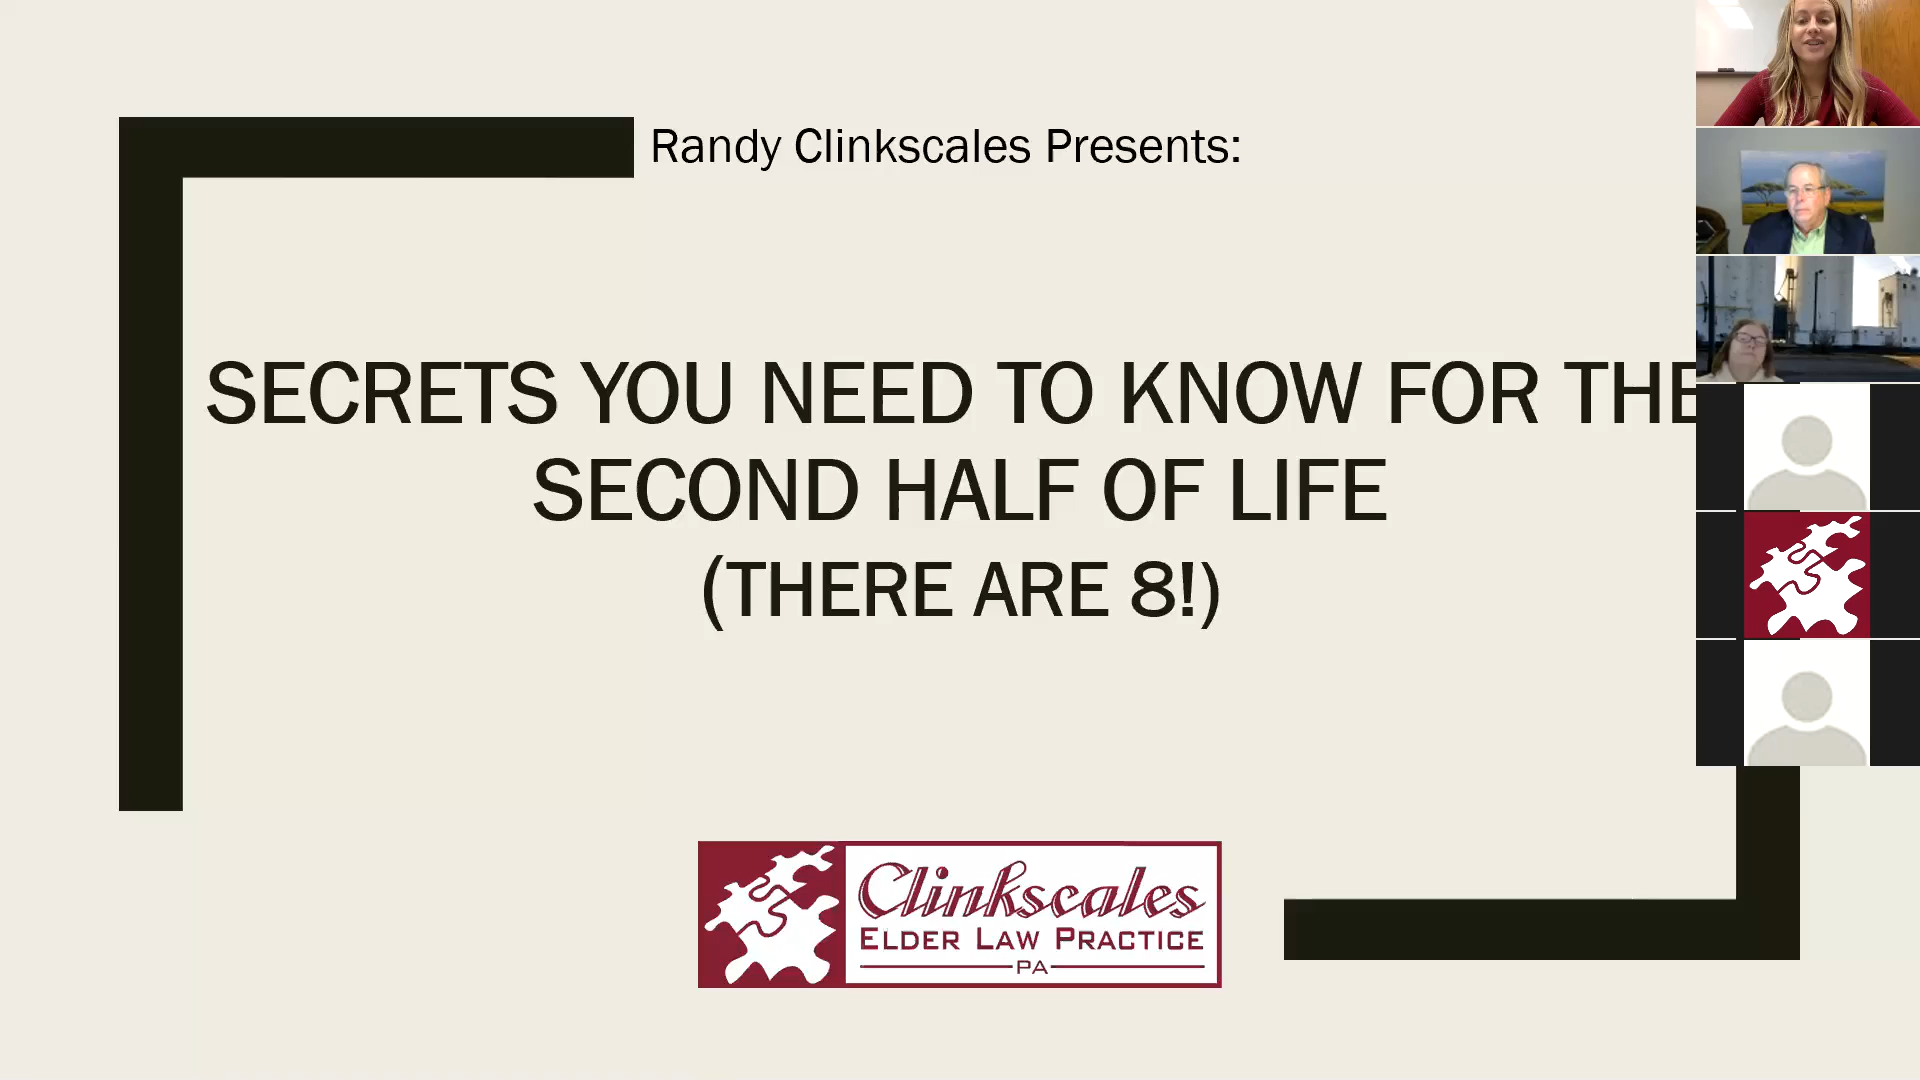 Randy Clinkscales Presents:
SECRETS YOU NEED TO KNOW FOR THE
SECOND HALF OF LIFE
(THERE ARE 8!)
Clinkscales
ELDER LAW PRACTICE
PA